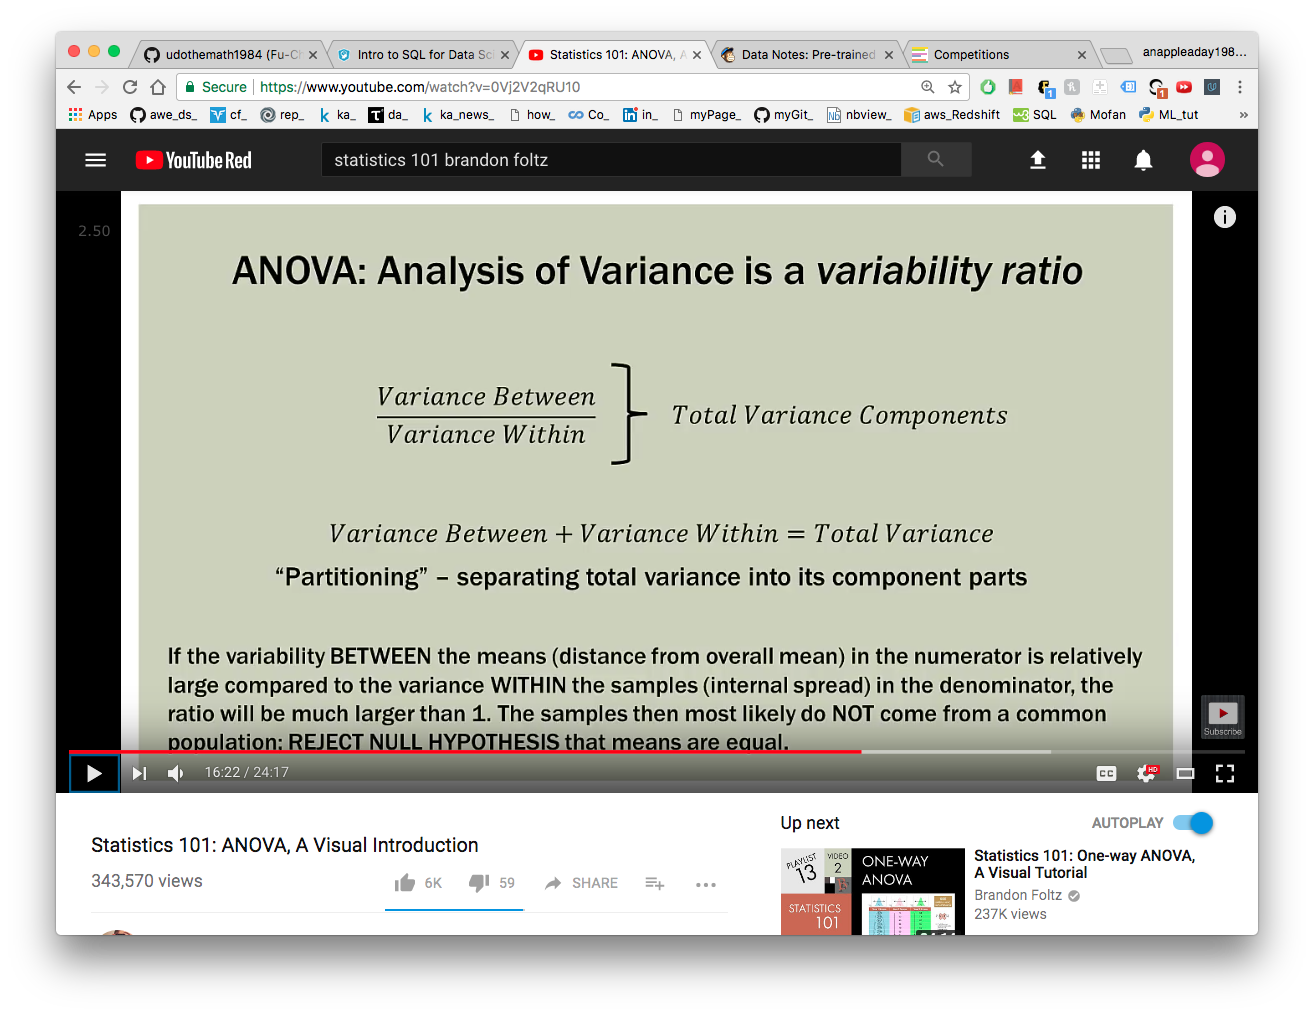 udothemath1984 (Fu-Ch
Intro to SQL for Data Sci
Statistics 101: ANOVA, A
Data Notes: Pre-trained
Competitions
anappleaday198...
Secure
https://www.youtube.com/watch?v=0Vj2V2qRU10
Apps awe_ds_ cf_ rep_ ka_ da_ ka_news_ how_ Co_ in_ myPage_ myGit_ nbview_ aws_Redshift SQL Mofan ML_tut »
YouTube Red
statistics 101 brandon foltz
2.50
ANOVA: Analysis of Variance is a variability ratio
Variance Between
Variance Within
Total Variance Components
Variance Between + Variance Within = Total Variance
“Partitioning” – separating total variance into its component parts
If the variability BETWEEN the means (distance from overall mean) in the numerator is relatively
large compared to the variance WITHIN the samples (internal spread) in the denominator, the
ratio will be much larger than 1. The samples then most likely do NOT come from a common
population; REJECT NULL HYPOTHESIS that means are equal.
Subscribe
16:22 / 24:17
CC
HD
Statistics 101: ANOVA, A Visual Introduction
343,570 views
6K
59
SHARE
Up next
AUTOPLAY
PLAYLIST
13
VIDEO
2
ONE-WAY
ANOVA
STATISTICS
101
Statistics 101: One-way ANOVA,
A Visual Tutorial
Brandon Foltz
237K views